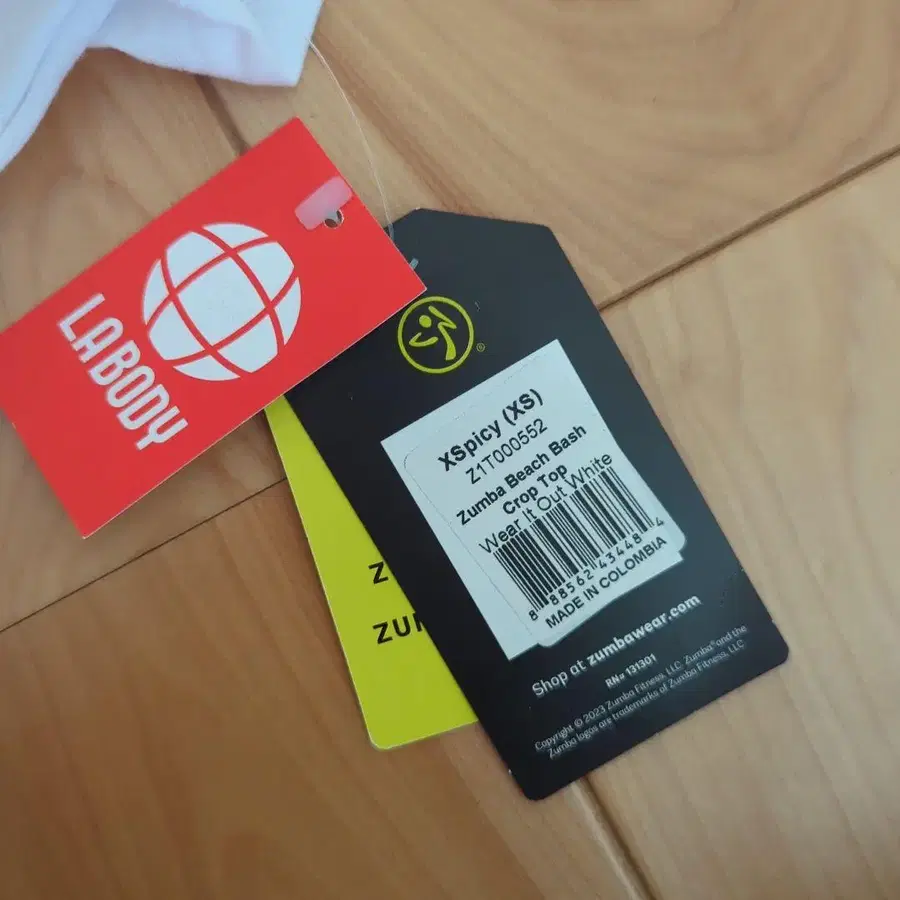 LABODY
®
XSpicy (XS)
Z1T000552
Zumba Beach Bash
Crop Top
Wear It Out White
8 88562 43448 4
MADE IN COLOMBIA
Shop at zumbawear.com
RN# 131301
Copyright © 2023 Zumba Fitness, LLC. Zumba® and the
Zumba logos are trademarks of Zumba Fitness, LLC